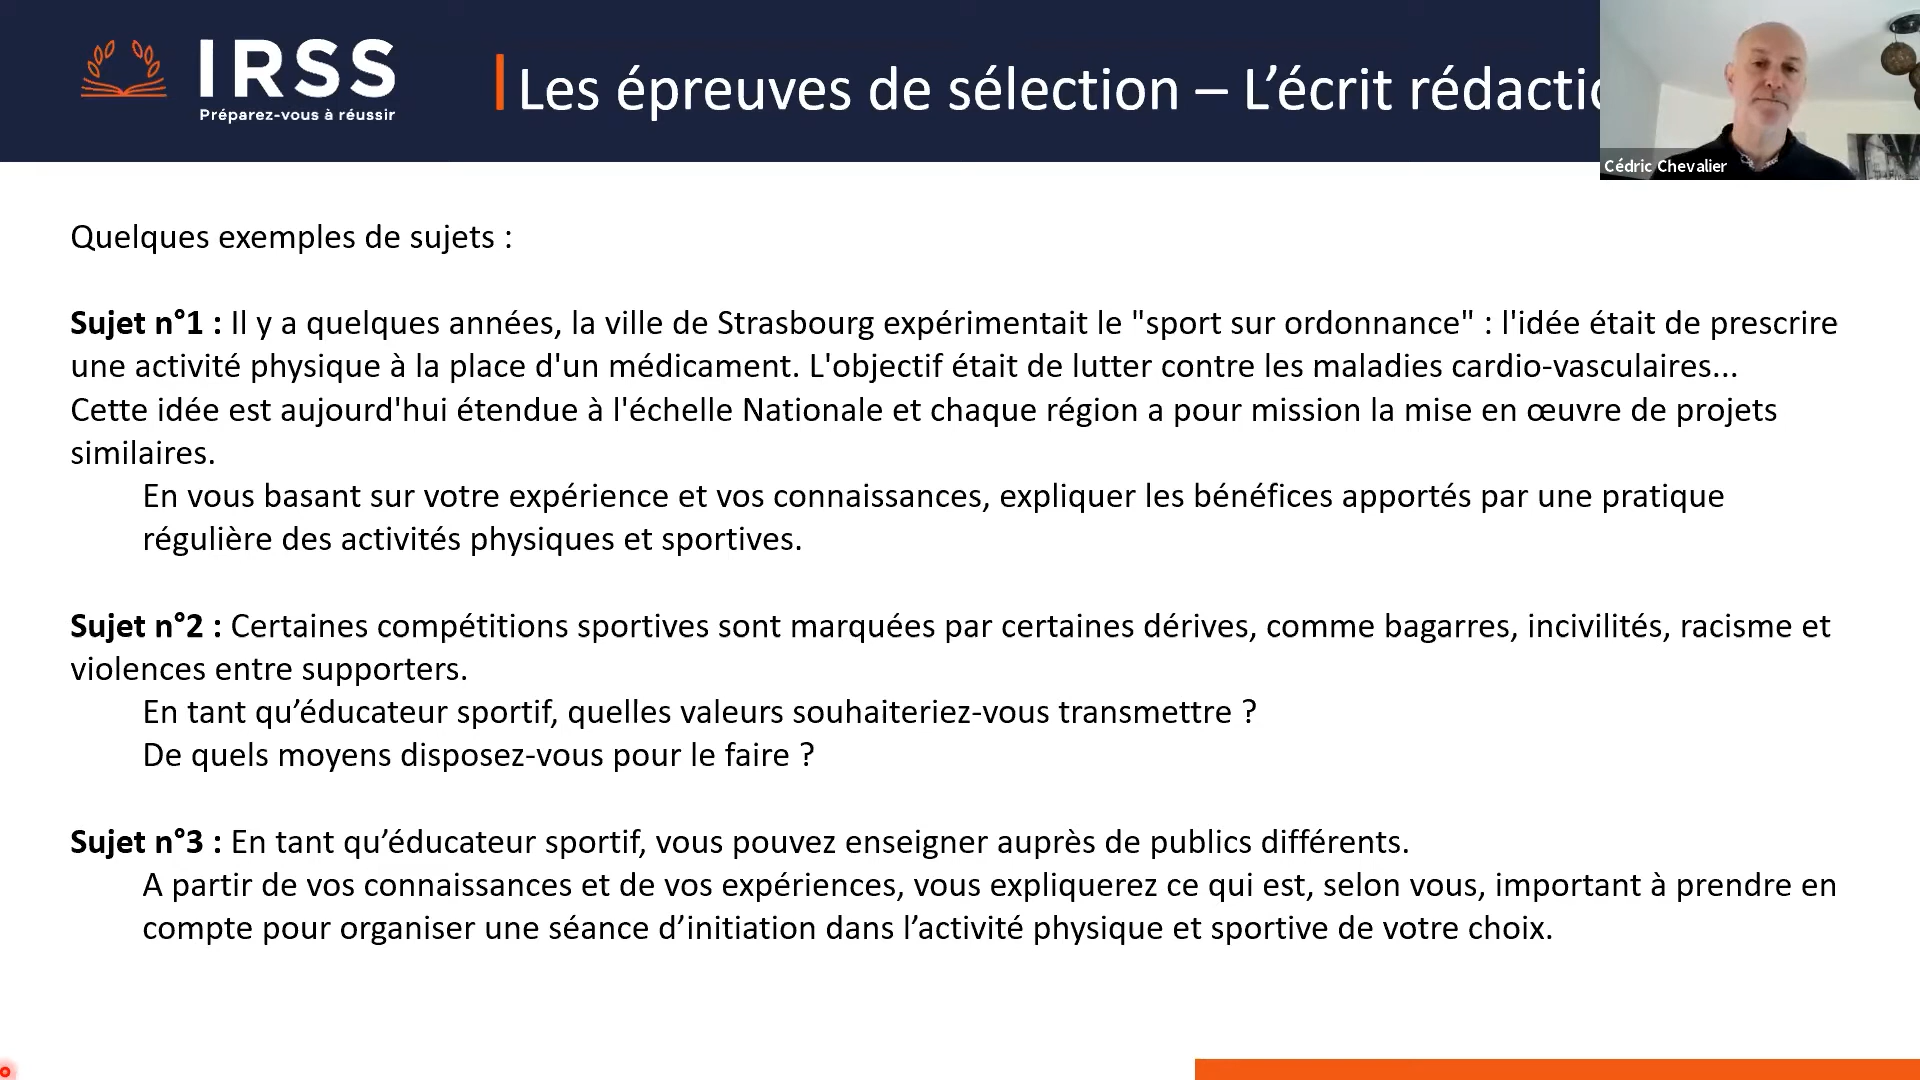 IRSS
Préparez-vous à réussir
Les épreuves de sélection – L’écrit rédactio
Cédric Chevalier
Quelques exemples de sujets :
Sujet n°1 : Il y a quelques années, la ville de Strasbourg expérimentait le "sport sur ordonnance" : l'idée était de prescrire
une activité physique à la place d'un médicament. L'objectif était de lutter contre les maladies cardio-vasculaires...
Cette idée est aujourd'hui étendue à l'échelle Nationale et chaque région a pour mission la mise en œuvre de projets
similaires.
En vous basant sur votre expérience et vos connaissances, expliquer les bénéfices apportés par une pratique
régulière des activités physiques et sportives.
Sujet n°2 : Certaines compétitions sportives sont marquées par certaines dérives, comme bagarres, incivilités, racisme et
violences entre supporters.
En tant qu’éducateur sportif, quelles valeurs souhaiteriez-vous transmettre ?
De quels moyens disposez-vous pour le faire ?
Sujet n°3 : En tant qu’éducateur sportif, vous pouvez enseigner auprès de publics différents.
A partir de vos connaissances et de vos expériences, vous expliquerez ce qui est, selon vous, important à prendre en
compte pour organiser une séance d’initiation dans l’activité physique et sportive de votre choix.